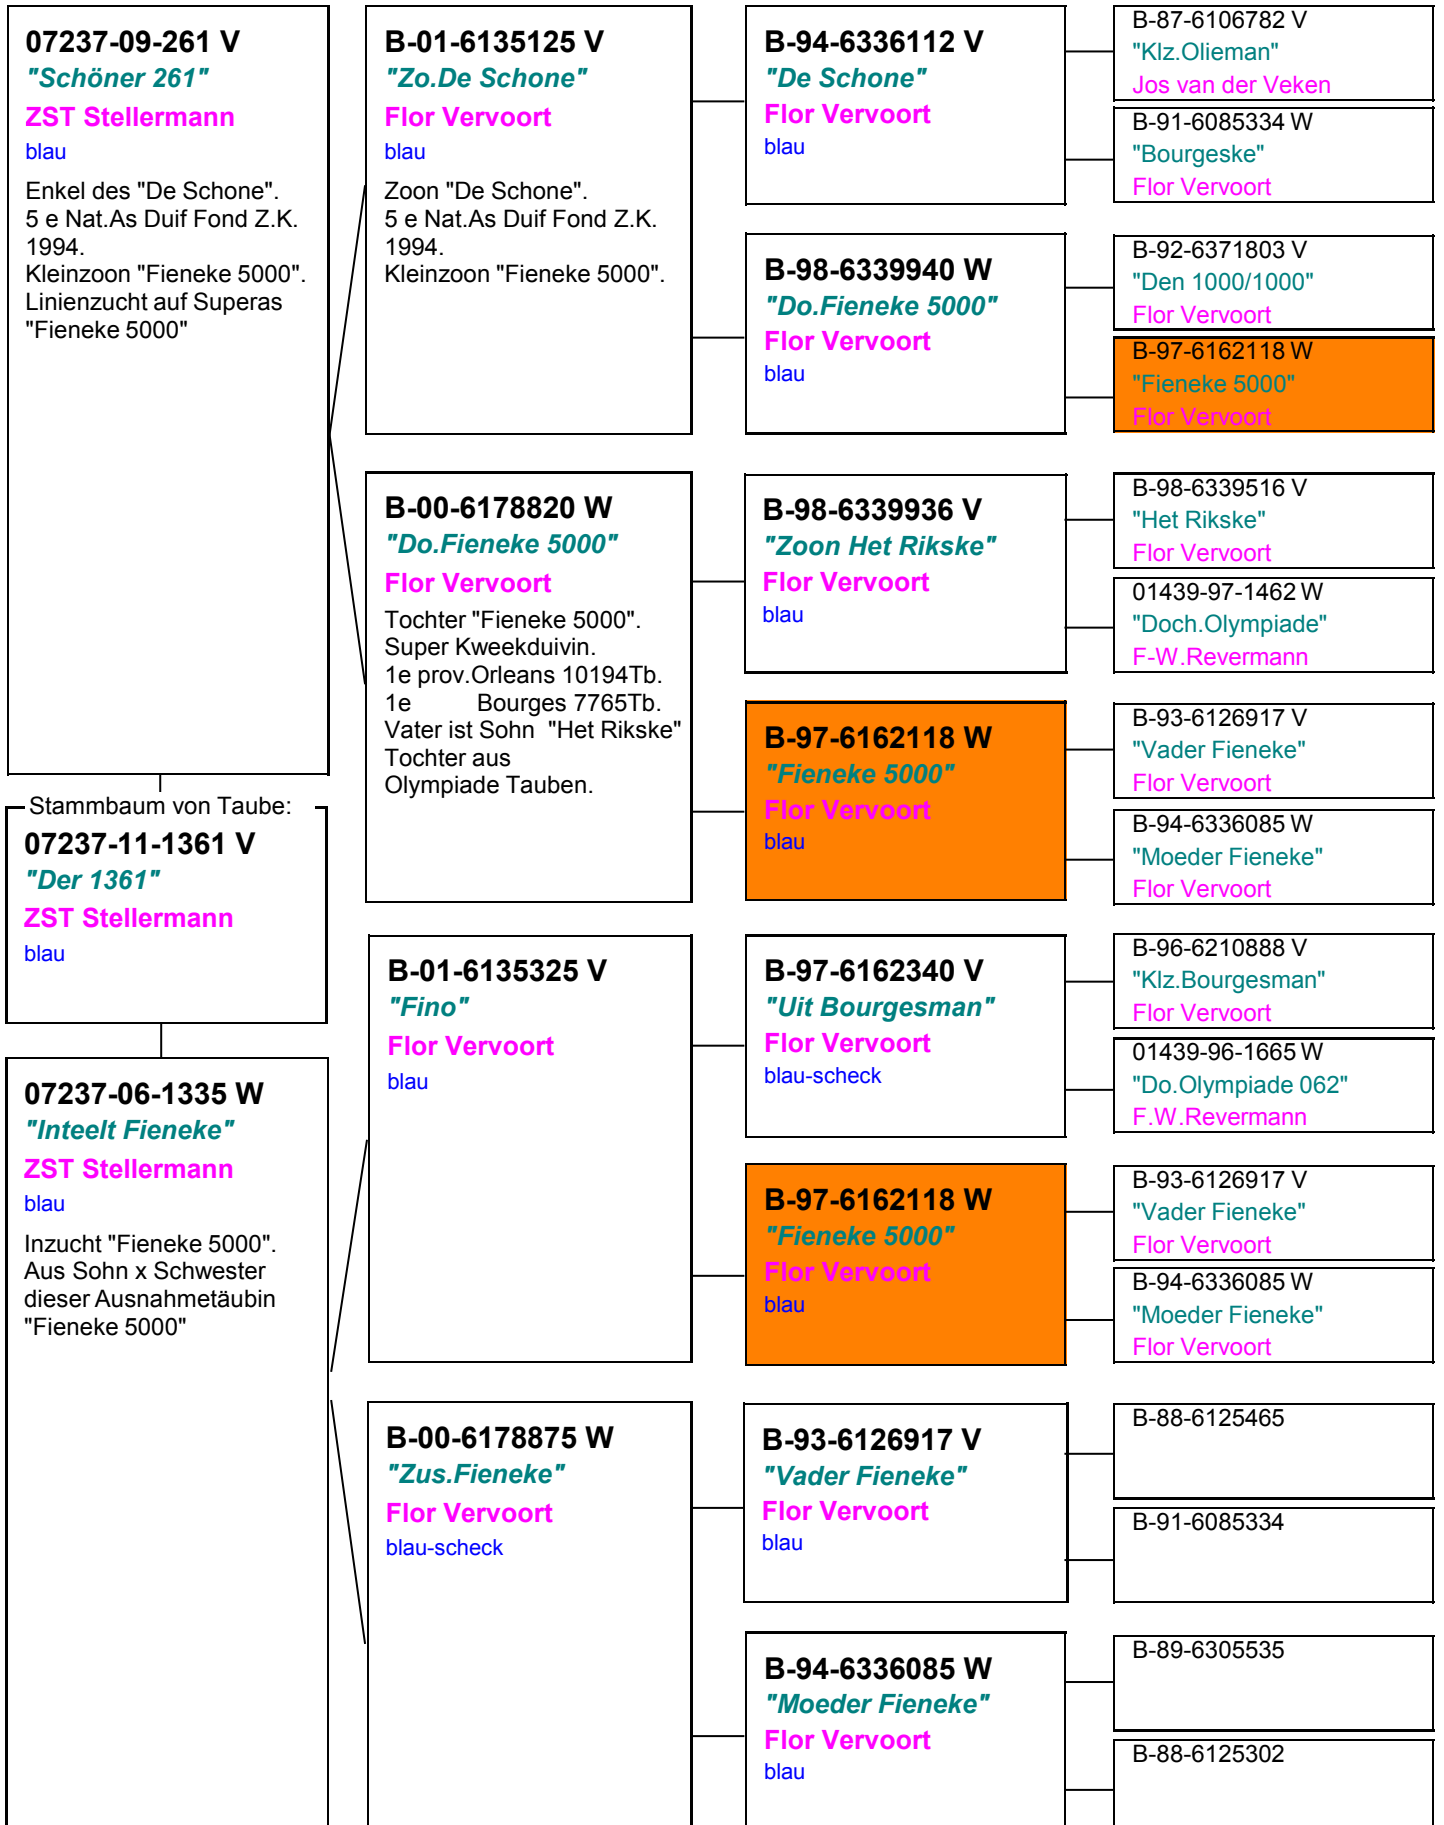 07237-09-261 V
"Schöner 261"
ZST Stellermann
blau
Enkel des "De Schone".
5 e Nat.As Duif Fond Z.K.
1994.
Kleinzoon "Fieneke 5000".
Linienzucht auf Superas
"Fieneke 5000"
Stammbaum von Taube:
07237-11-1361 V
"Der 1361"
ZST Stellermann
blau
07237-06-1335 W
"Inteelt Fieneke"
ZST Stellermann
blau
Inzucht "Fieneke 5000".
Aus Sohn x Schwester
dieser Ausnahmetäubin
"Fieneke 5000"
B-01-6135125 V
"Zo.De Schone"
Flor Vervoort
blau
Zoon "De Schone".
5 e Nat.As Duif Fond Z.K.
1994.
Kleinzoon "Fieneke 5000".
B-00-6178820 W
"Do.Fieneke 5000"
Flor Vervoort
Tochter "Fieneke 5000".
Super Kweekduivin.
1e prov.Orleans 10194Tb.
1e Bourges 7765Tb.
Vater ist Sohn "Het Rikske"
Tochter aus
Olympiade Tauben.
B-01-6135325 V
"Fino"
Flor Vervoort
blau
B-00-6178875 W
"Zus.Fieneke"
Flor Vervoort
blau-scheck
B-94-6336112 V
"De Schone"
Flor Vervoort
blau
B-98-6339940 W
"Do.Fieneke 5000"
Flor Vervoort
blau
B-98-6339936 V
"Zoon Het Rikske"
Flor Vervoort
blau
B-97-6162118 W
"Fieneke 5000"
Flor Vervoort
blau
B-97-6162340 V
"Uit Bourgesman"
Flor Vervoort
blau-scheck
B-97-6162118 W
"Fieneke 5000"
Flor Vervoort
blau
B-93-6126917 V
"Vader Fieneke"
Flor Vervoort
blau
B-94-6336085 W
"Moeder Fieneke"
Flor Vervoort
blau
B-87-6106782 V
"Klz.Olieman"
Jos van der Veken
B-91-6085334 W
"Bourgeske"
Flor Vervoort
B-92-6371803 V
"Den 1000/1000"
Flor Vervoort
B-97-6162118 W
"Fieneke 5000"
Flor Vervoort
B-98-6339516 V
"Het Rikske"
Flor Vervoort
01439-97-1462 W
"Doch.Olympiade"
F-W.Revermann
B-93-6126917 V
"Vader Fieneke"
Flor Vervoort
B-94-6336085 W
"Moeder Fieneke"
Flor Vervoort
B-96-6210888 V
"Klz.Bourgesman"
Flor Vervoort
01439-96-1665 W
"Do.Olympiade 062"
F.W.Revermann
B-93-6126917 V
"Vader Fieneke"
Flor Vervoort
B-94-6336085 W
"Moeder Fieneke"
Flor Vervoort
B-88-6125465
B-91-6085334
B-89-6305535
B-88-6125302